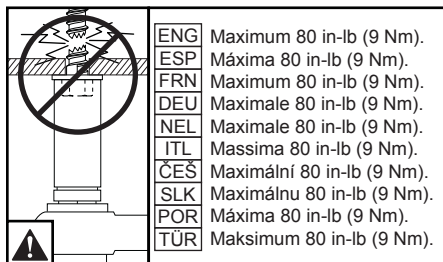 ENG Maximum 80 in-lb (9 Nm).
ESP Máxima 80 in-lb (9 Nm).
FRN Maximum 80 in-lb (9 Nm).
DEU Maximale 80 in-lb (9 Nm).
NEL Maximale 80 in-lb (9 Nm).
ITL Massima 80 in-lb (9 Nm).
ČEŠ Maximální 80 in-lb (9 Nm).
SLK Maximálnu 80 in-lb (9 Nm).
POR Máxima 80 in-lb (9 Nm).
TÜR Maksimum 80 in-lb (9 Nm).